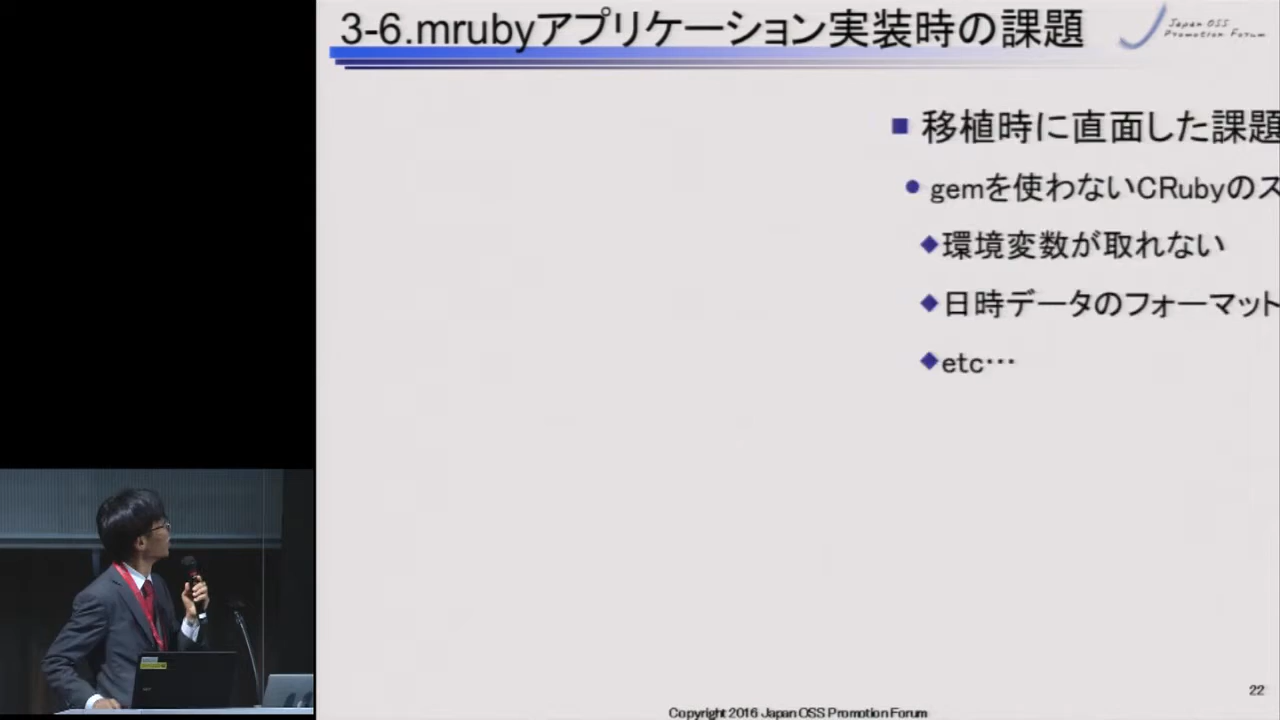 3-6.mrubyアプリケーション実装時の課題
Japan OSS
Promotion Forum
■ 移植時に直面した課題
● gemを使わないCRubyのス
◆環境変数が取れない
◆日時データのフォーマット
◆etc…
22
Copyright 2016 Japan OSS Promotion Forum